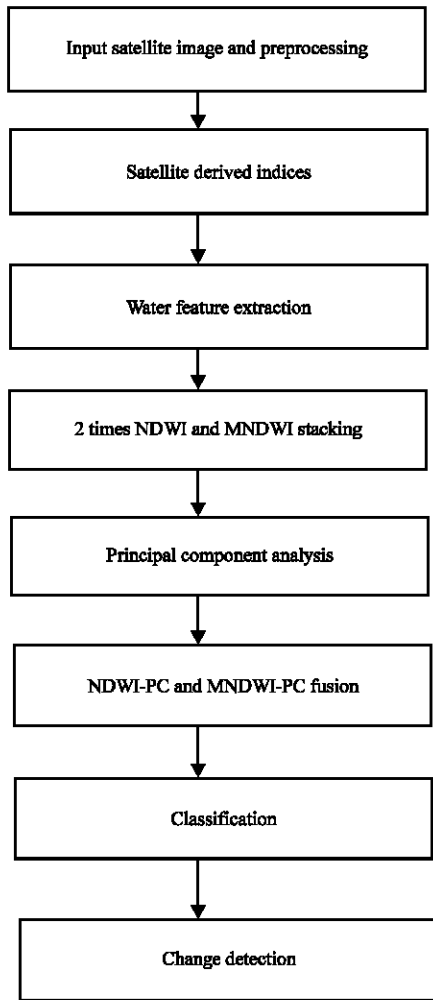 Input satellite image and preprocessing
Satellite derived indices
Water feature extraction
2 times NDWI and MNDWI stacking
Principal component analysis
NDWI-PC and MNDWI-PC fusion
Classification
Change detection